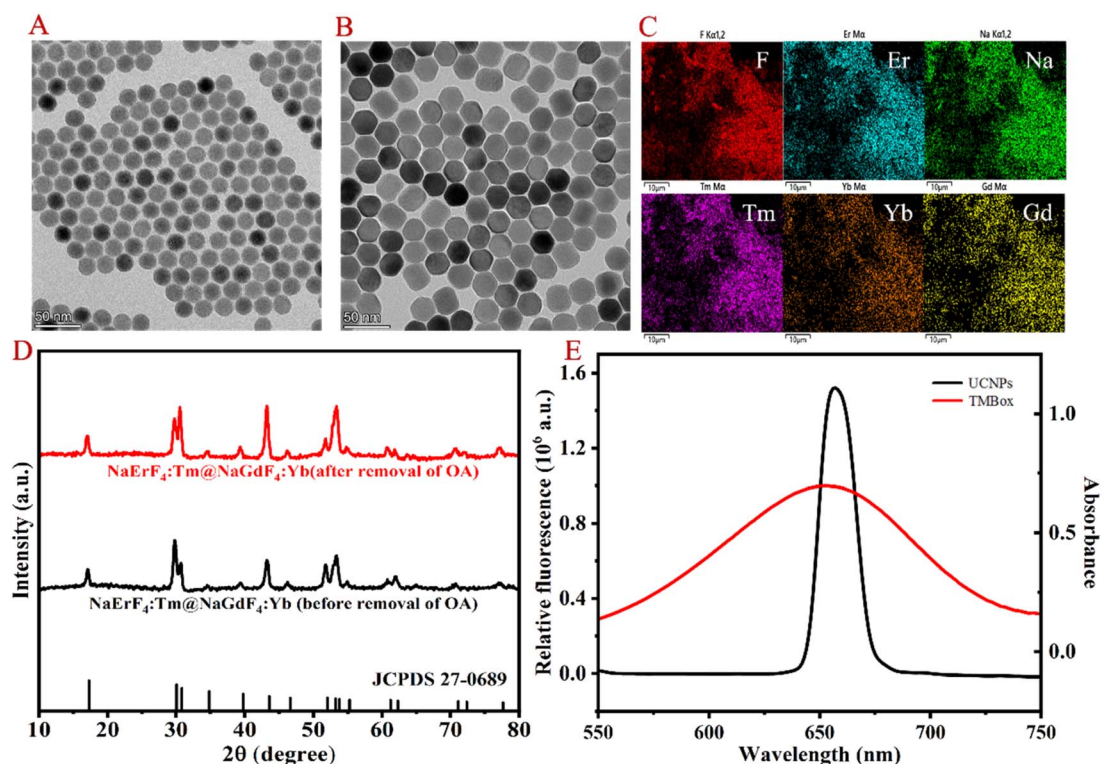 A
50 nm
B
50 nm
C
F Kα1,2
Er Mα
Na Kα1,2
F
Er
Na
10μm
10μm
10μm
Tm Mα
Yb Mα
Gd Mα
Tm
Yb
Gd
10μm
10μm
10μm
D
Intensity (a.u.)
NaErF₄:Tm@NaGdF₄:Yb(after removal of OA)
NaErF₄:Tm@NaGdF₄:Yb (before removal of OA)
JCPDS 27-0689
10 20 30 40 50 60 70 80
2θ (degree)
E
Relative fluorescence (10⁶ a.u.)
1.6
1.2
0.8
0.4
0.0
UCNPs
TMBox
1.0
0.5
0.0
Absorbance
550 600 650 700 750
Wavelength (nm)